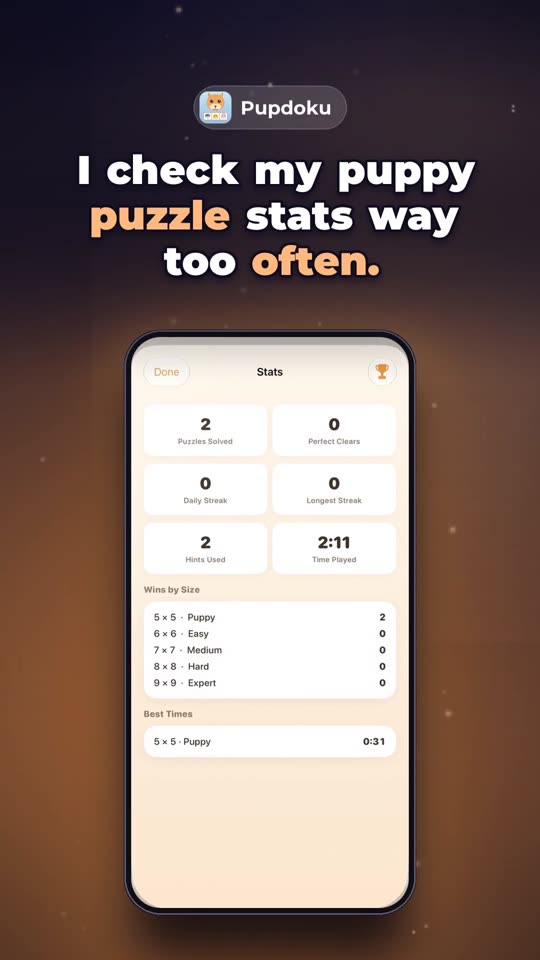 Pupdoku
I check my puppy
puzzle stats way
too often.
Done
Stats
2
Puzzles Solved
0
Perfect Clears
0
Daily Streak
0
Longest Streak
2
Hints Used
2:11
Time Played
Wins by Size
5 × 5 · Puppy 2
6 × 6 · Easy 0
7 × 7 · Medium 0
8 × 8 · Hard 0
9 × 9 · Expert 0
Best Times
5 × 5 · Puppy 0:31